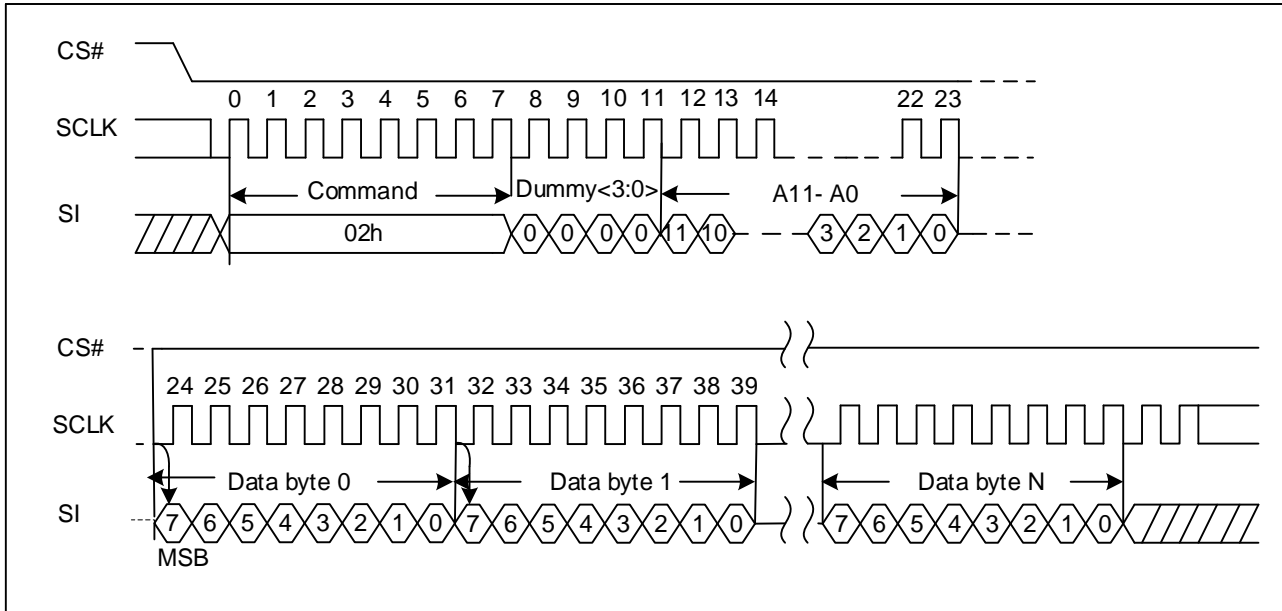 CS#
0 1 2 3 4 5 6 7 8 9 10 11 12 13 14 22 23
SCLK
Command Dummy<3:0> A11- A0
SI
02h 0 0 0 0 11 10 3 2 1 0
CS#
24 25 26 27 28 29 30 31 32 33 34 35 36 37 38 39
SCLK
Data byte 0 Data byte 1 Data byte N
SI
7 6 5 4 3 2 1 0 7 6 5 4 3 2 1 0 7 6 5 4 3 2 1 0
MSB